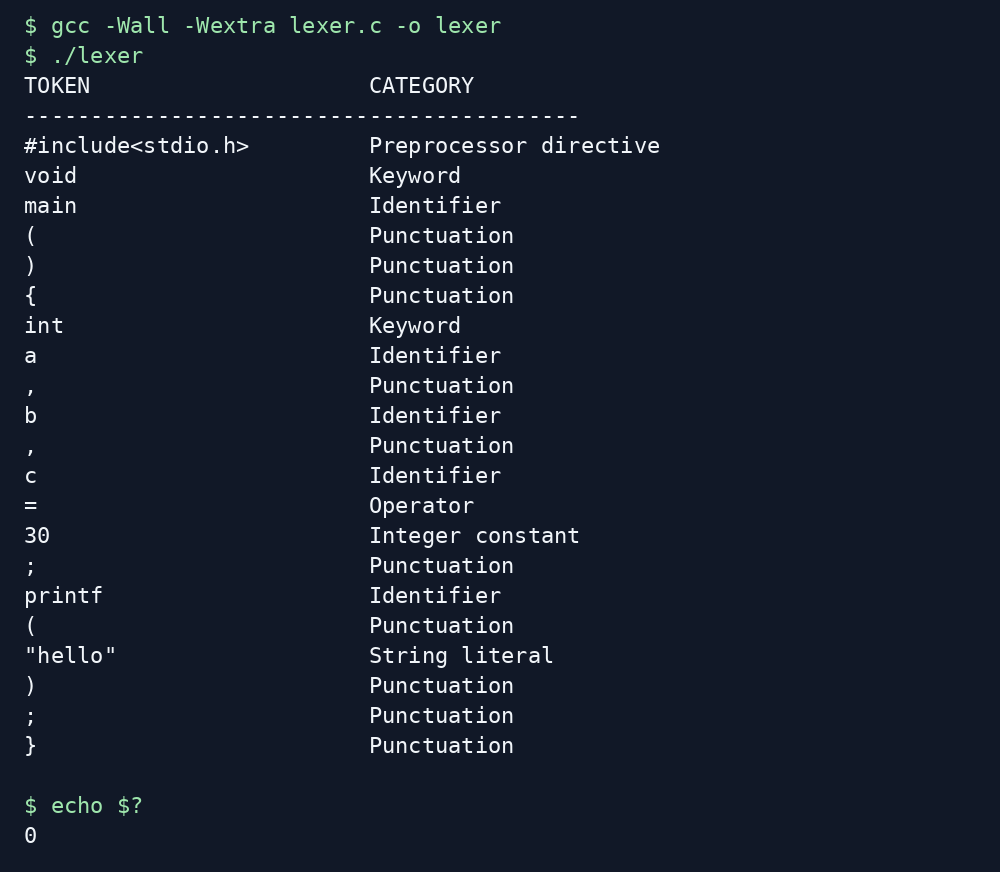 $ gcc -Wall -Wextra lexer.c -o lexer
$ ./lexer
TOKEN                     CATEGORY
------------------------------------------
#include<stdio.h>         Preprocessor directive
void                      Keyword
main                      Identifier
(                         Punctuation
)                         Punctuation
{                         Punctuation
int                       Keyword
a                         Identifier
,                         Punctuation
b                         Identifier
,                         Punctuation
c                         Identifier
=                         Operator
30                        Integer constant
;                         Punctuation
printf                    Identifier
(                         Punctuation
"hello"                   String literal
)                         Punctuation
;                         Punctuation
}                         Punctuation

$ echo $?
0